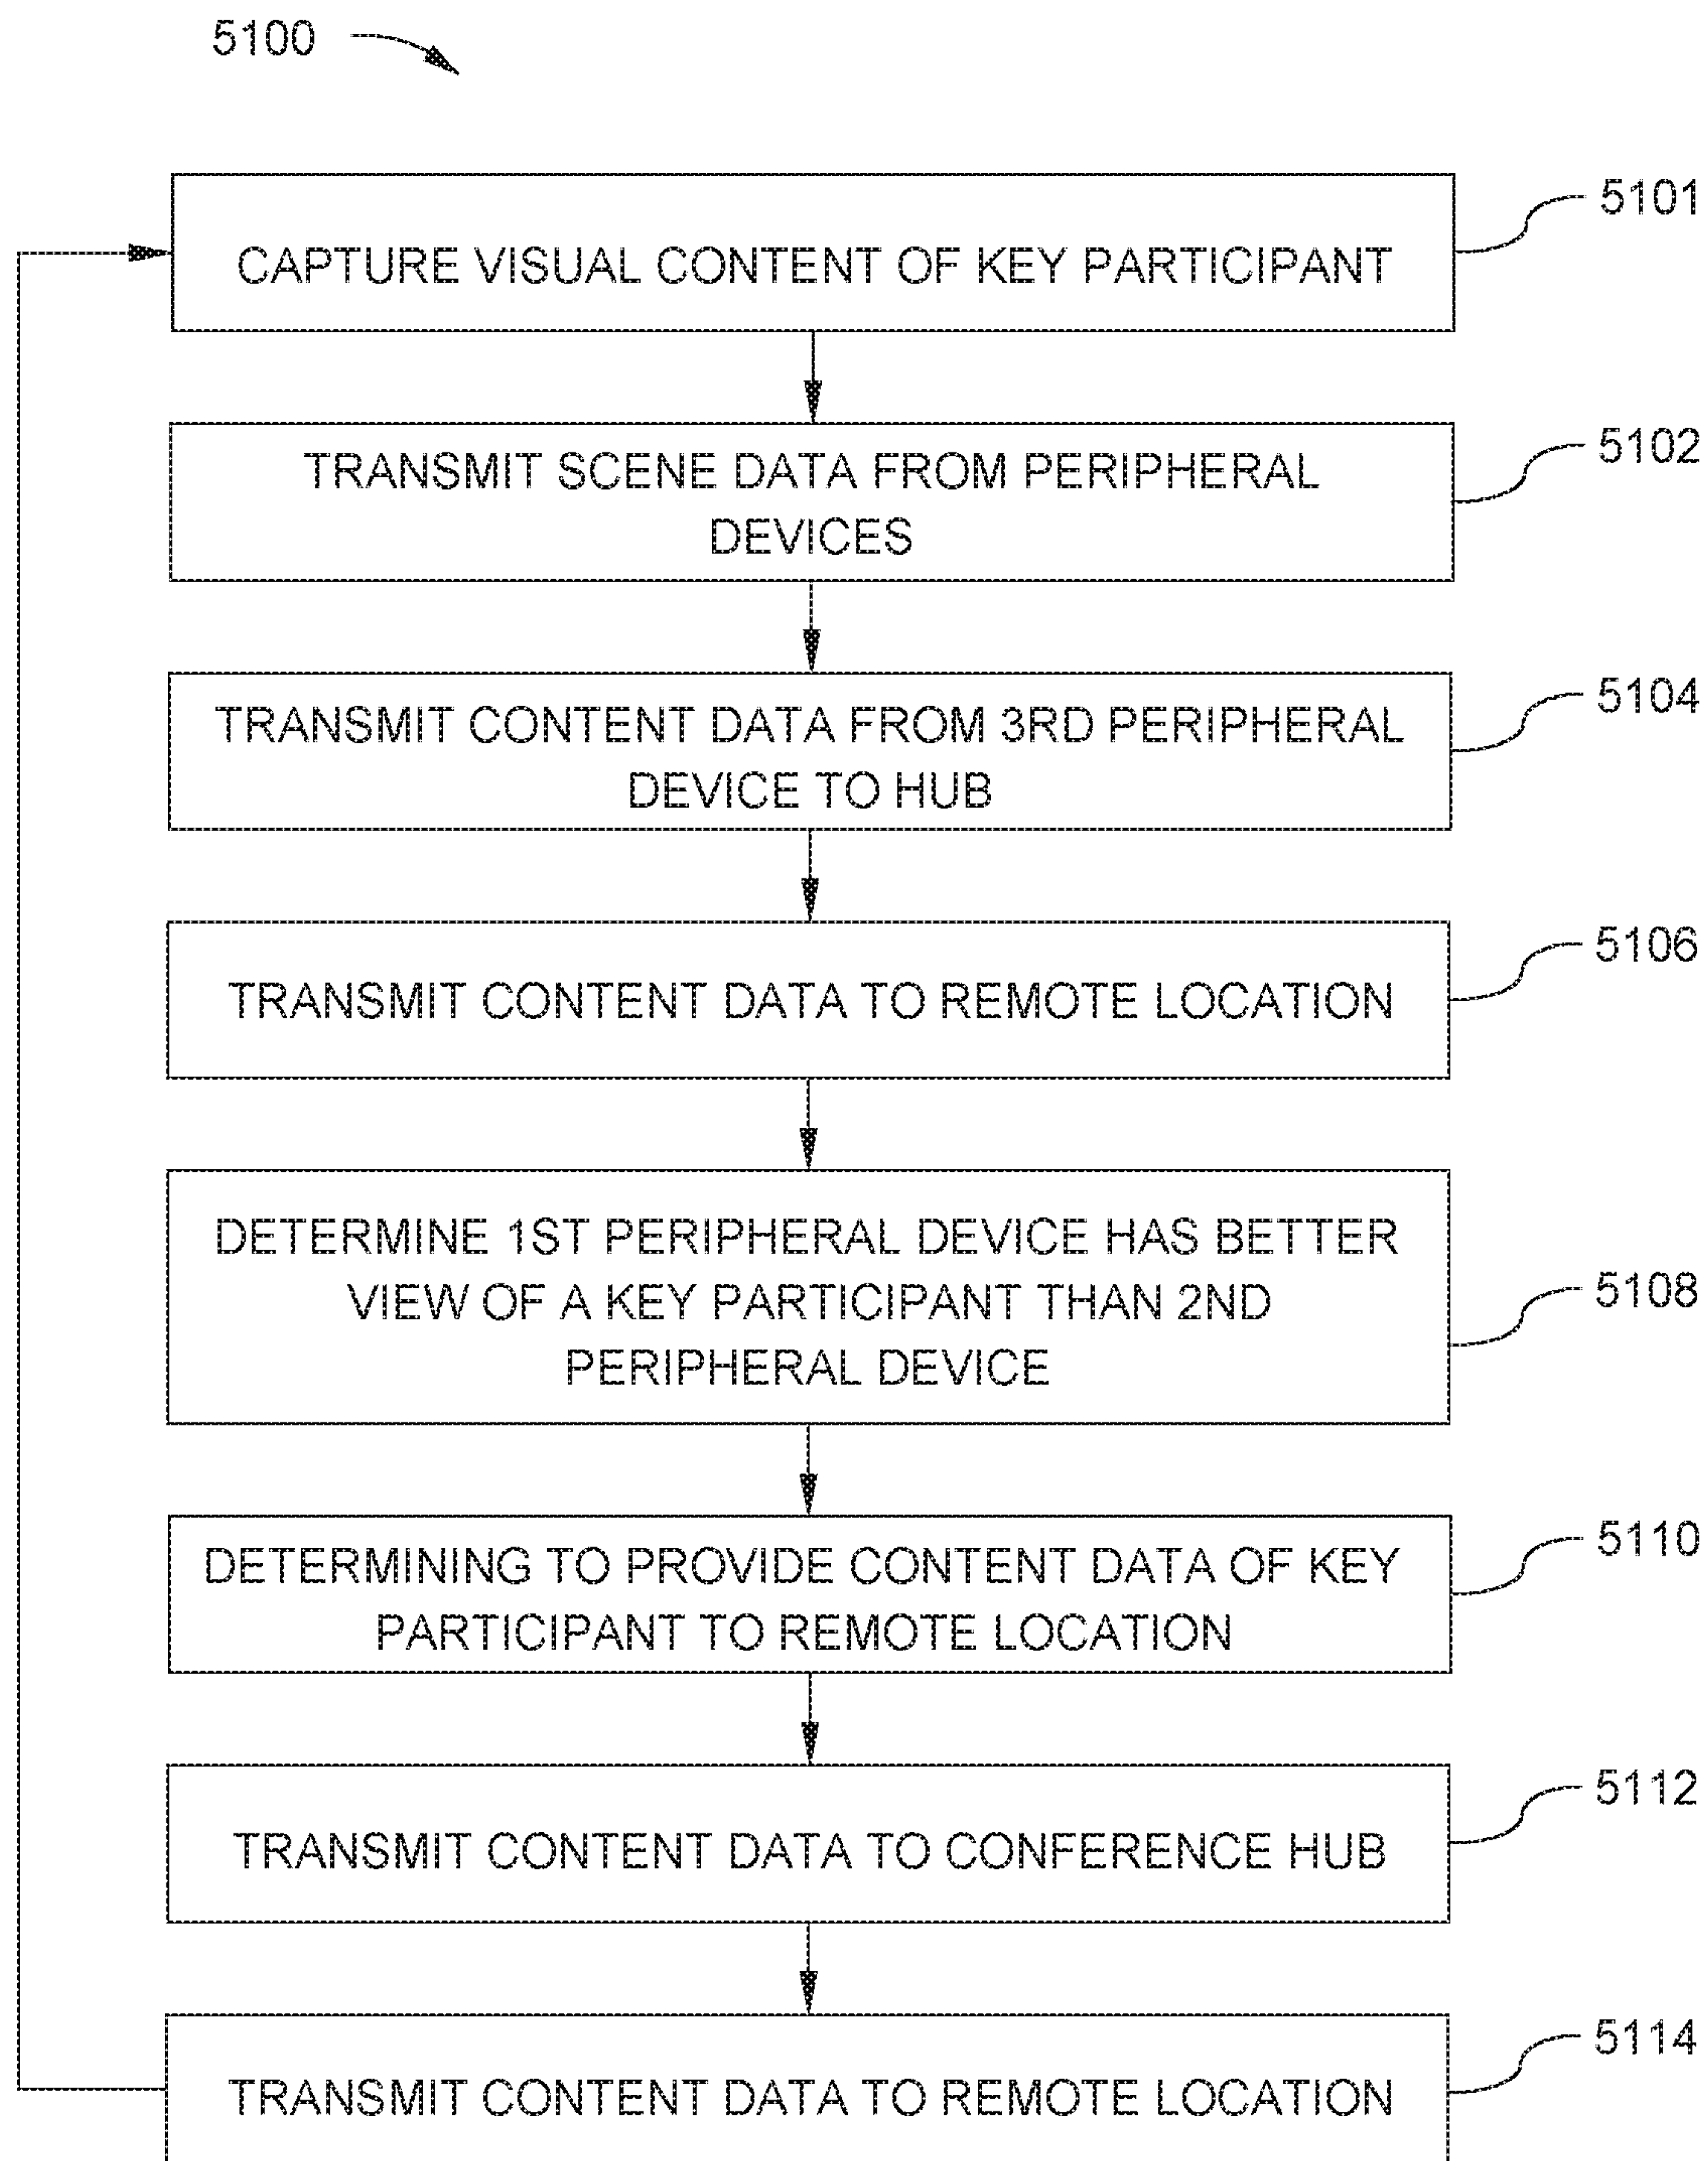 5100
CAPTURE VISUAL CONTENT OF KEY PARTICIPANT
5101
TRANSMIT SCENE DATA FROM PERIPHERAL
DEVICES
5102
TRANSMIT CONTENT DATA FROM 3RD PERIPHERAL
DEVICE TO HUB
5104
TRANSMIT CONTENT DATA TO REMOTE LOCATION
5106
DETERMINE 1ST PERIPHERAL DEVICE HAS BETTER
VIEW OF A KEY PARTICIPANT THAN 2ND
PERIPHERAL DEVICE
5108
DETERMINING TO PROVIDE CONTENT DATA OF KEY
PARTICIPANT TO REMOTE LOCATION
5110
TRANSMIT CONTENT DATA TO CONFERENCE HUB
5112
TRANSMIT CONTENT DATA TO REMOTE LOCATION
5114